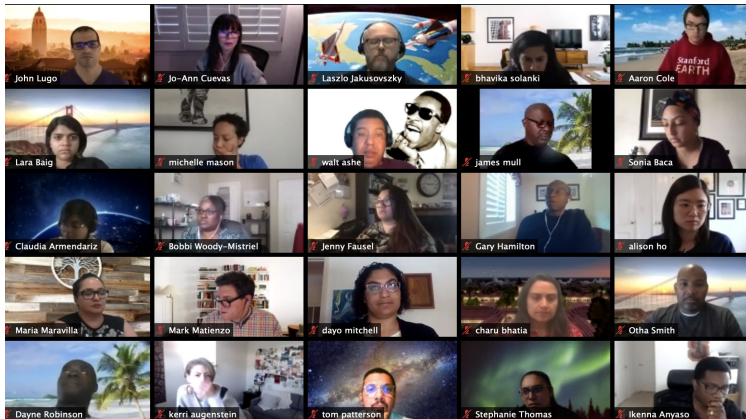 John Lugo
Jo-Ann Cuevas
Laszlo Jakusovszky
bhavika solanki
Stanford
EARTH
Aaron Cole
Lara Baig
michelle mason
walt ashe
james mull
Sonia Baca
Claudia Armendariz
Bobbi Woody-Mistriel
Jenny Fausel
Gary Hamilton
alison ho
Maria Maravilla
Mark Matienzo
dayo mitchell
charu bhatia
Otha Smith
Dayne Robinson
kerri augenstein
tom patterson
Stephanie Thomas
Ikenna Anyaso